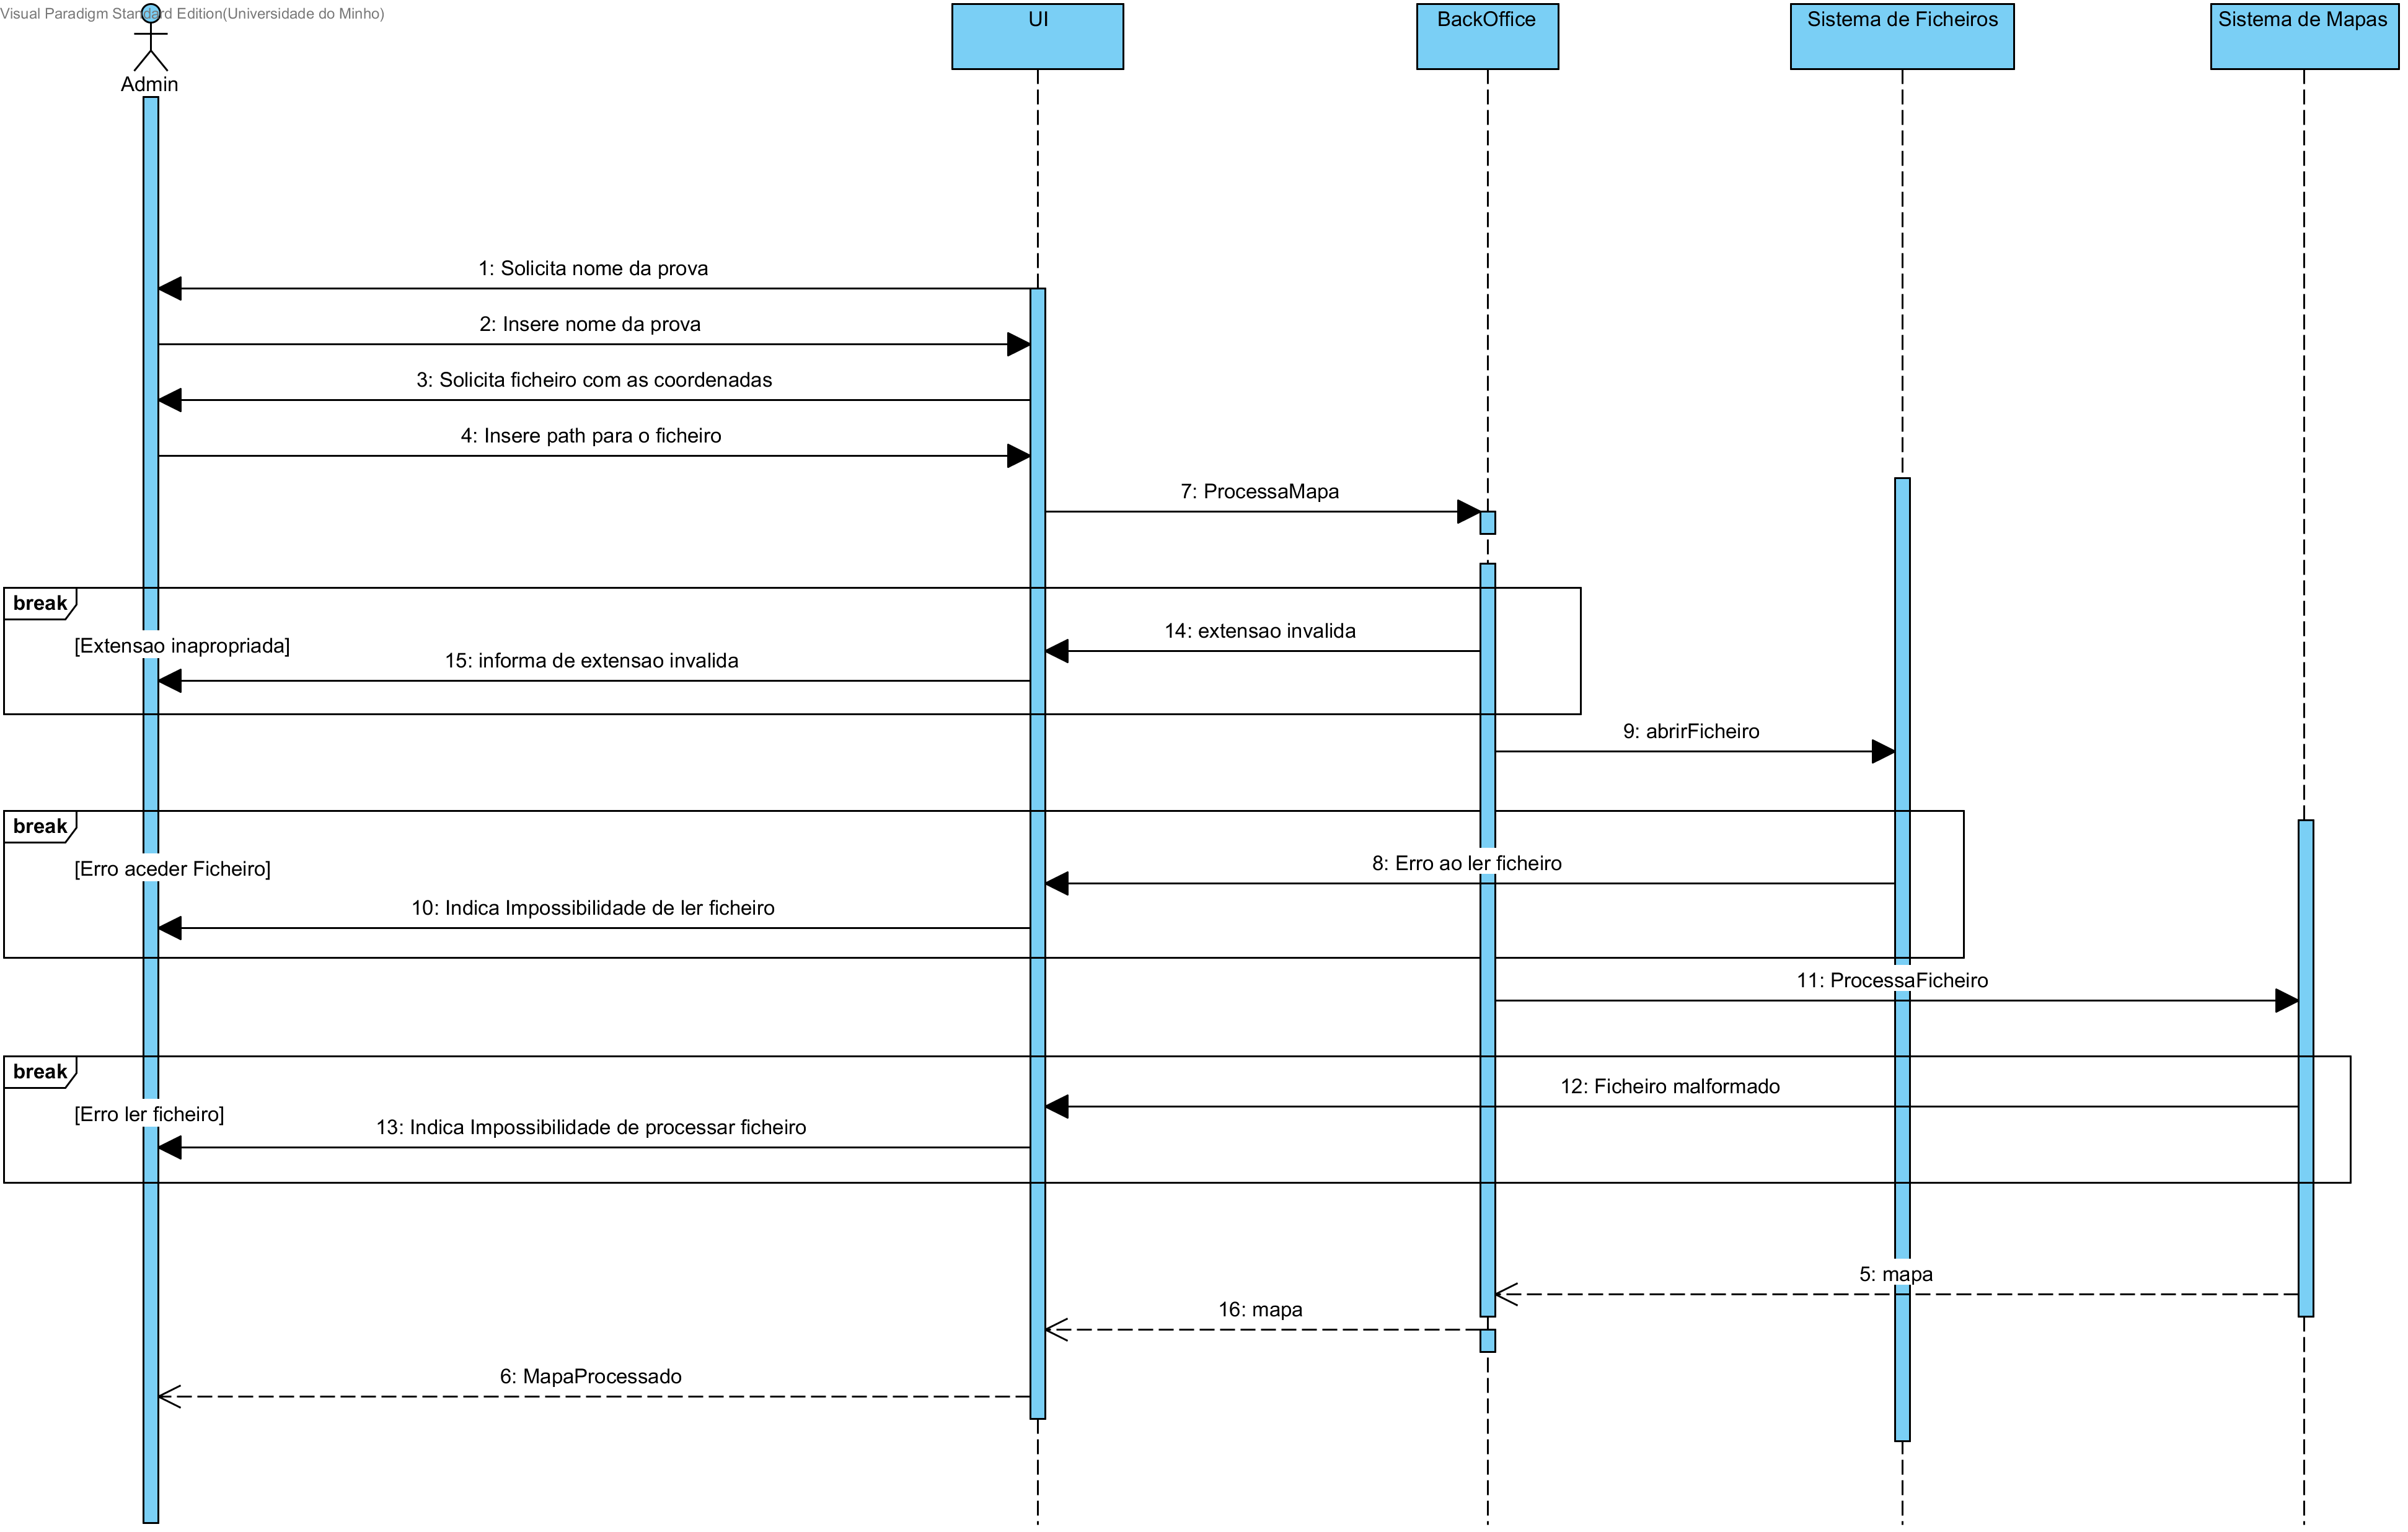 Visual Paradigm Standard Edition(Universidade do Minho)
Admin
UI
BackOffice
Sistema de Ficheiros
Sistema de Mapas
1: Solicita nome da prova
2: Insere nome da prova
3: Solicita ficheiro com as coordenadas
4: Insere path para o ficheiro
7: ProcessaMapa
break
[Extensao inapropriada]
14: extensao invalida
15: informa de extensao invalida
9: abrirFicheiro
break
[Erro aceder Ficheiro]
8: Erro ao ler ficheiro
10: Indica Impossibilidade de ler ficheiro
11: ProcessaFicheiro
break
[Erro ler ficheiro]
12: Ficheiro malformado
13: Indica Impossibilidade de processar ficheiro
5: mapa
16: mapa
6: MapaProcessado